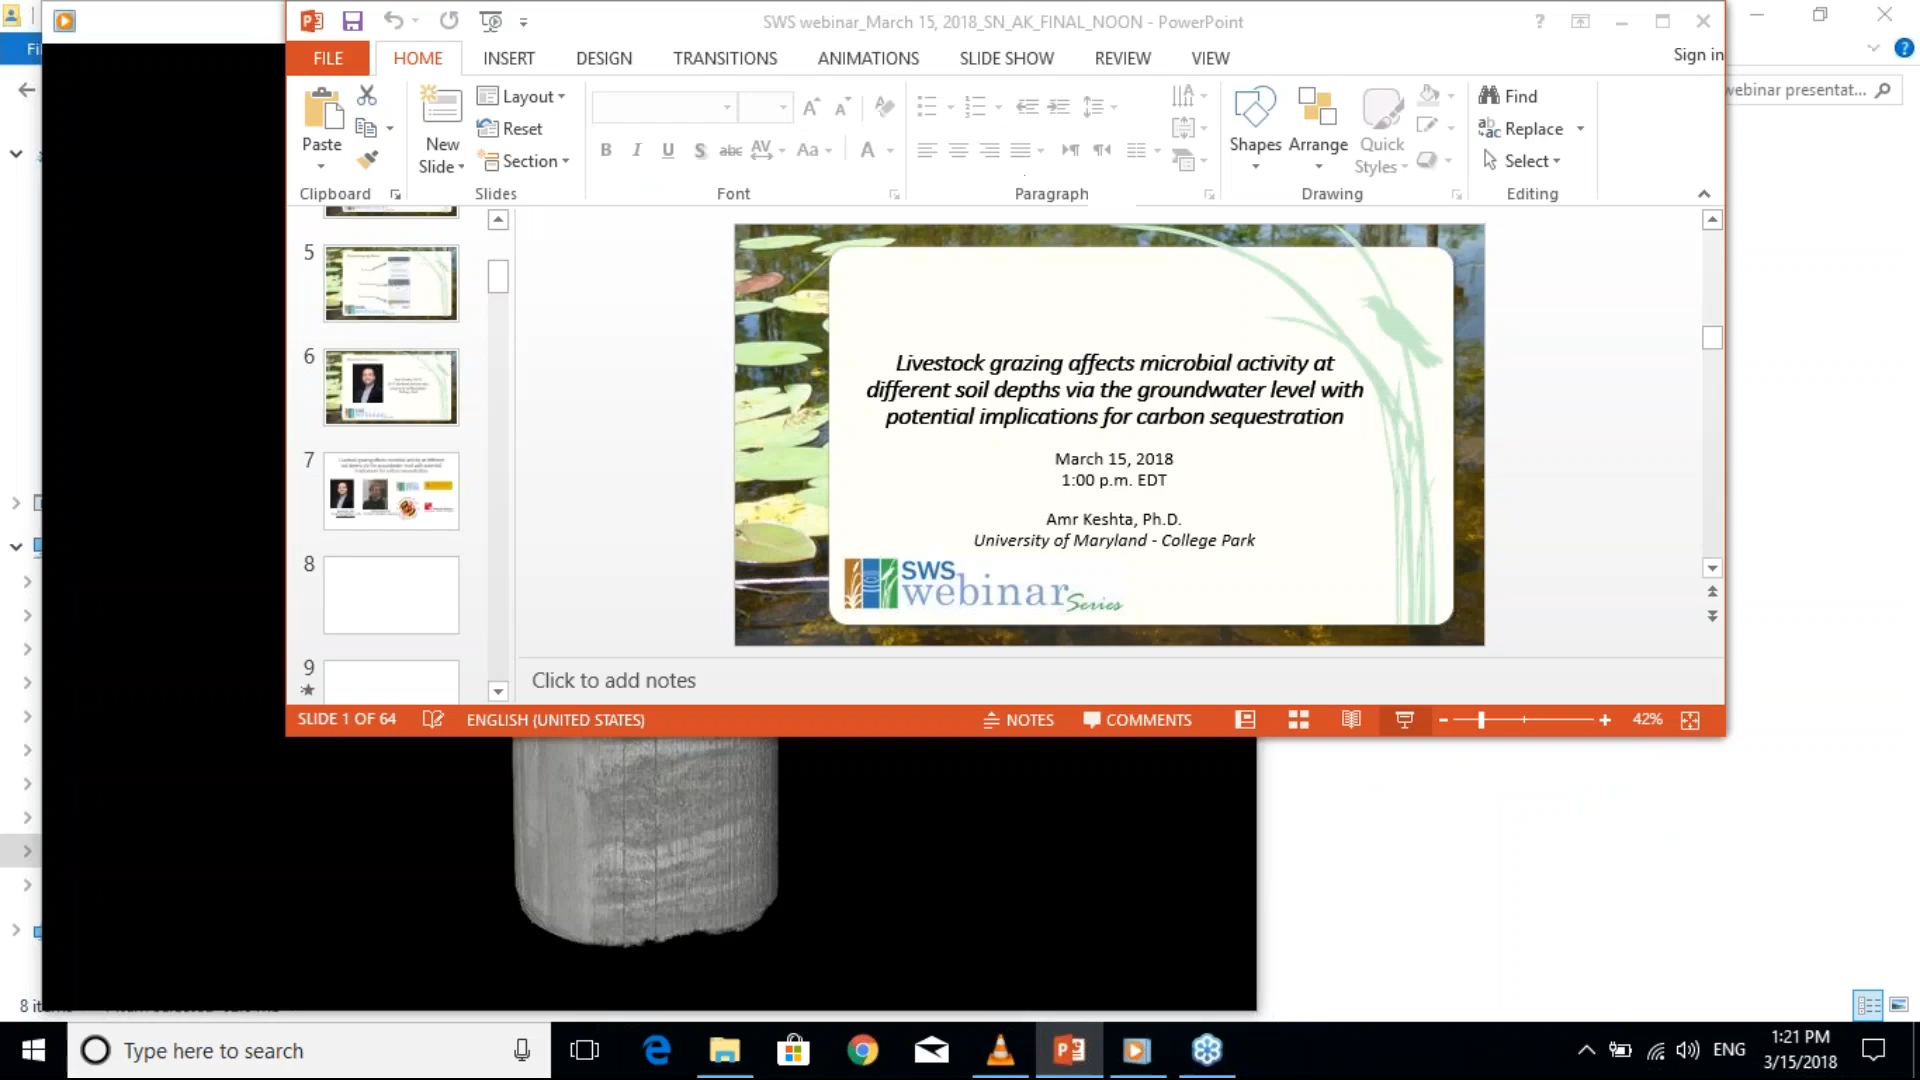 SWS webinar_March 15, 2018_SN_AK_FINAL_NOON - PowerPoint
FILE HOME INSERT DESIGN TRANSITIONS ANIMATIONS SLIDE SHOW REVIEW VIEW Sign in
Paste
Clipboard
New Slide
Layout
Reset
Section
Slides
B I U S abc AV Aa A
Font
Paragraph
Shapes
Arrange
Quick Styles
Drawing
Find
Replace
Select
Editing
5
6
7
8
9
Livestock grazing affects microbial activity at
different soil depths via the groundwater level with
potential implications for carbon sequestration
March 15, 2018
1:00 p.m. EDT
Amr Keshta, Ph.D.
University of Maryland - College Park
SWS
webinar Series
Click to add notes
SLIDE 1 OF 64 ENGLISH (UNITED STATES) NOTES COMMENTS 42%
Type here to search
ENG
1:21 PM
3/15/2018